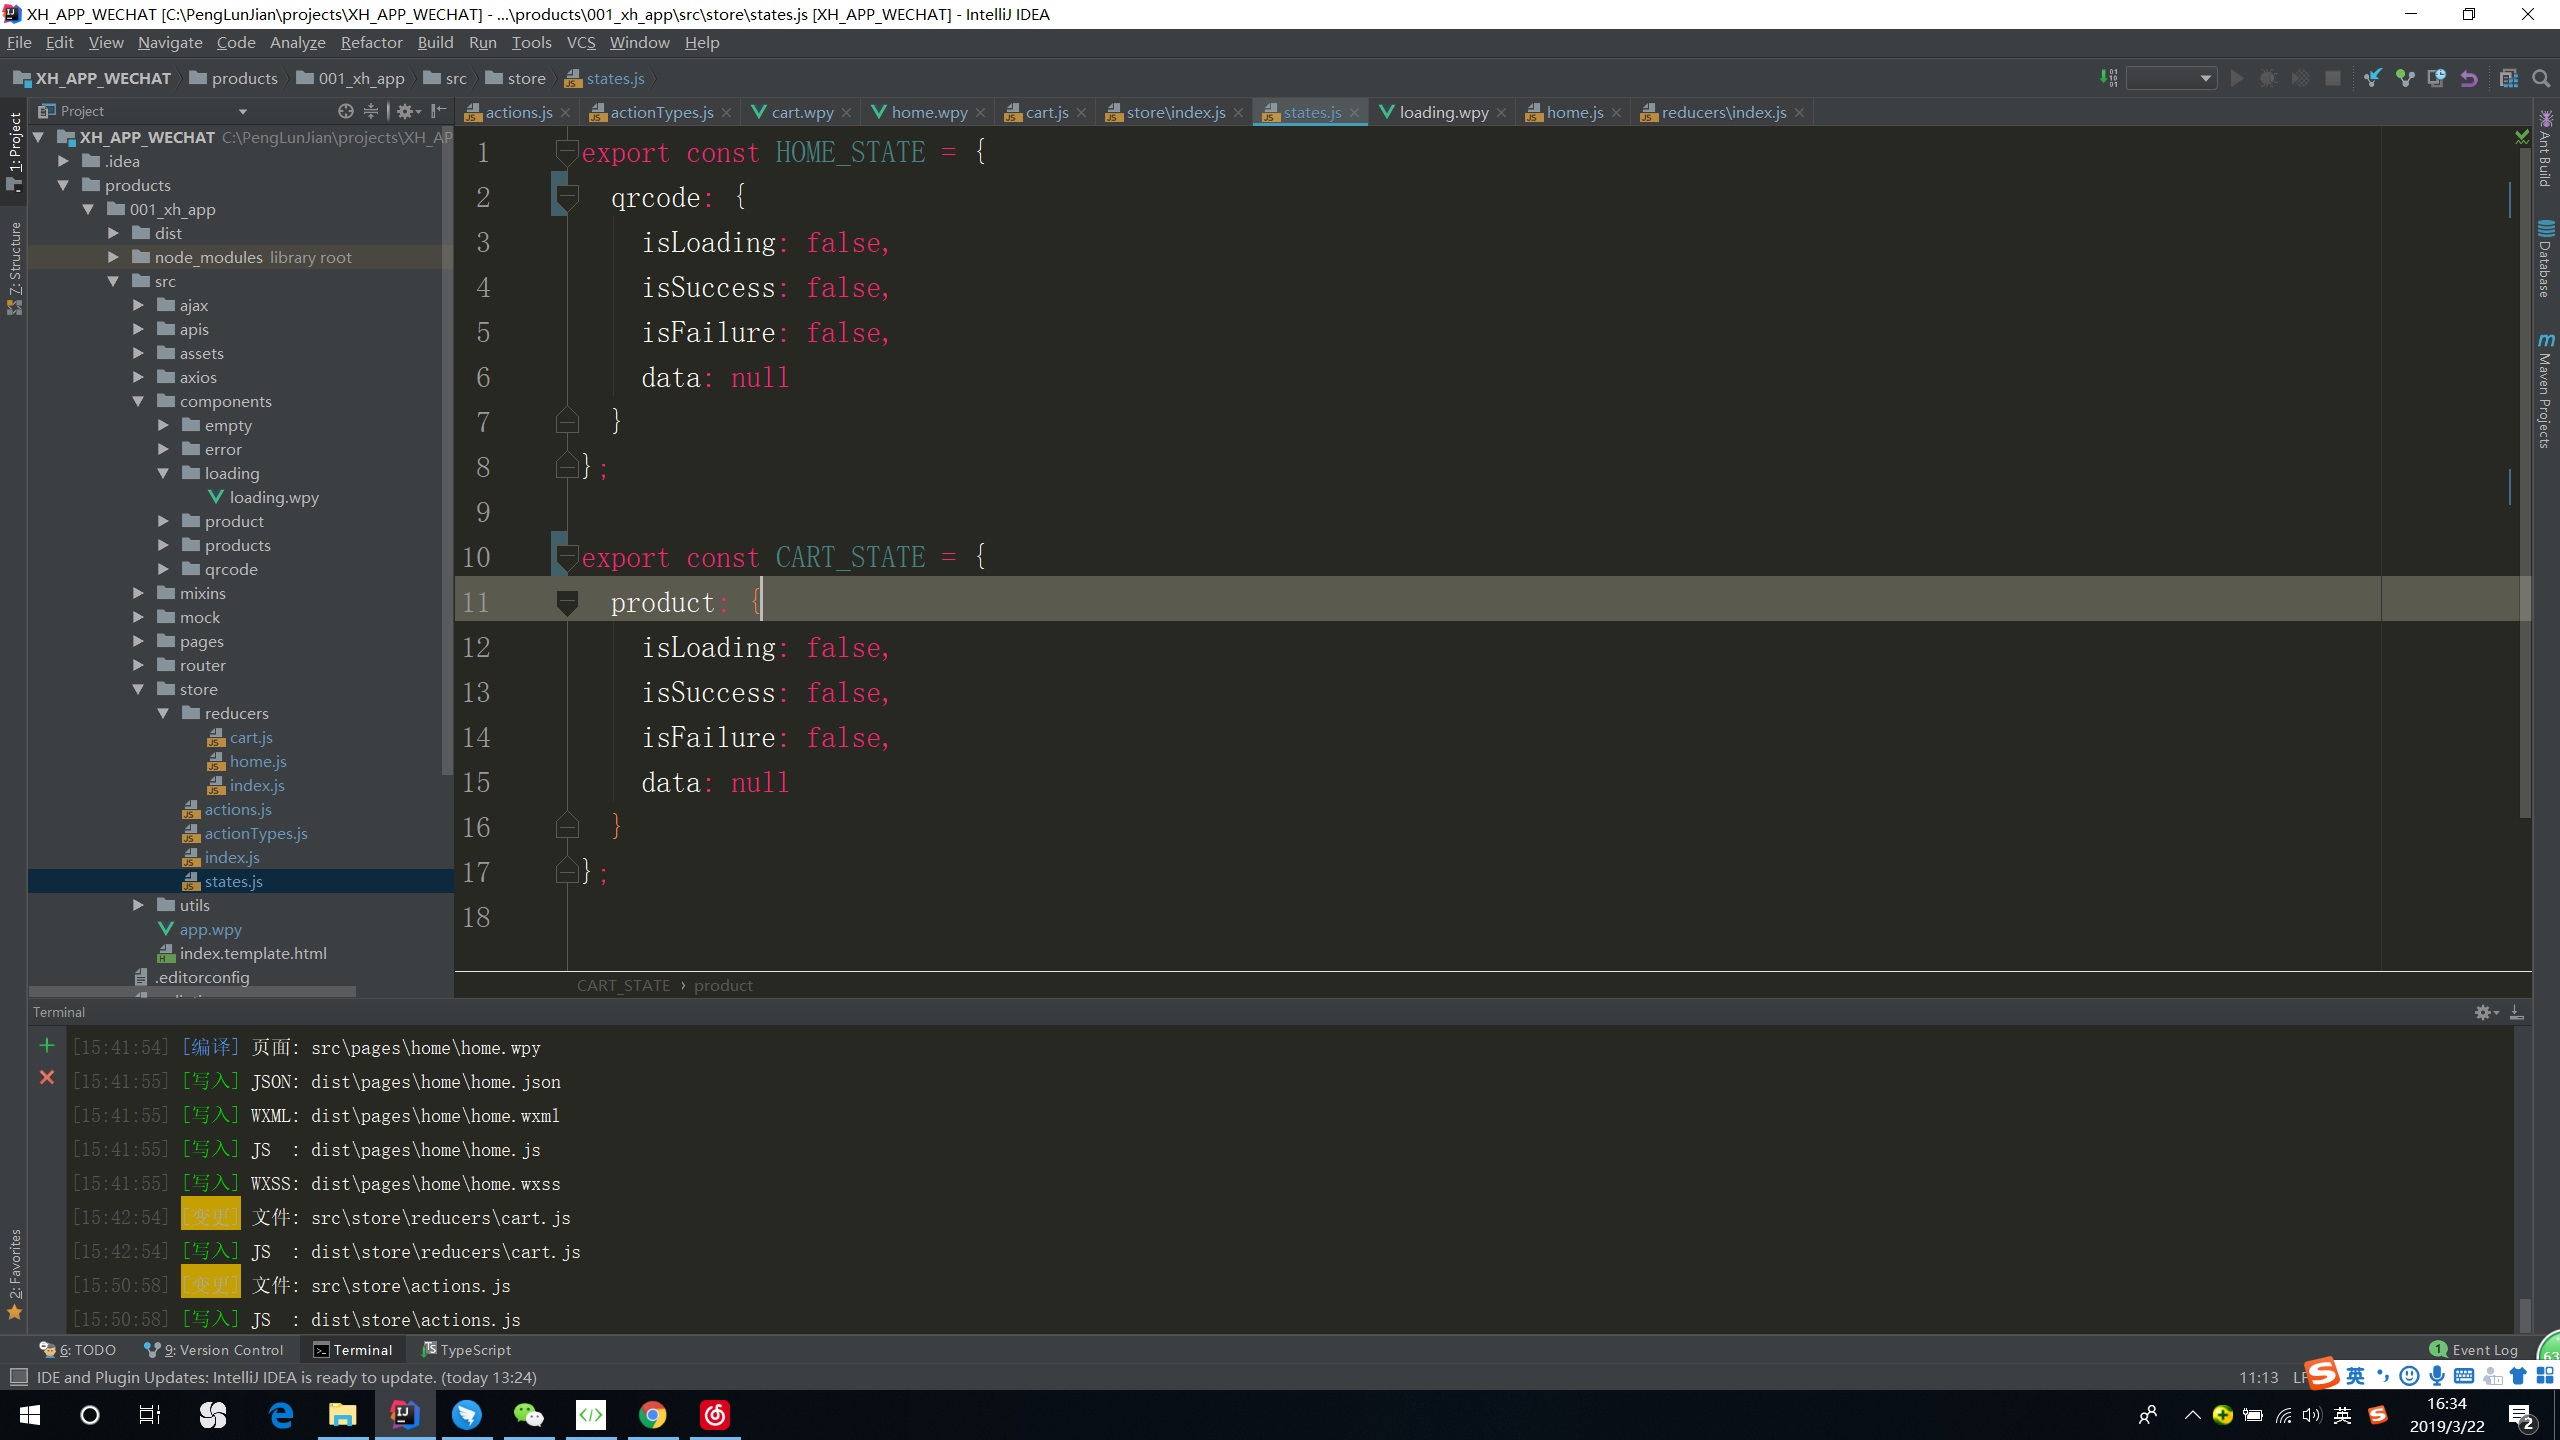 XH_APP_WECHAT [C:\PengLunJian\projects\XH_APP_WECHAT] - ...\products\001_xh_app\src\store\states.js [XH_APP_WECHAT] - IntelliJ IDEA
File Edit View Navigate Code Analyze Refactor Build Run Tools VCS Window Help
XH_APP_WECHAT products 001_xh_app src store states.js
Project
actions.js actionTypes.js cart.wpy home.wpy cart.js store\index.js states.js loading.wpy home.js reducers\index.js
1: Project
Z: Structure
2: Favorites
XH_APP_WECHAT C:\PengLunJian\projects\XH_AP
.idea
products
001_xh_app
dist
node_modules library root
src
ajax
apis
assets
axios
components
empty
error
loading
loading.wpy
product
products
qrcode
mixins
mock
pages
router
store
reducers
cart.js
home.js
index.js
actions.js
actionTypes.js
index.js
states.js
utils
app.wpy
index.template.html
.editorconfig
1 export const HOME_STATE = {
2 qrcode: {
3 isLoading: false,
4 isSuccess: false,
5 isFailure: false,
6 data: null
7 }
8 };
9
10 export const CART_STATE = {
11 product: {
12 isLoading: false,
13 isSuccess: false,
14 isFailure: false,
15 data: null
16 }
17 };
18
CART_STATE › product
Ant Build
Database
Maven Projects
Terminal
[15:41:54] [编译] 页面: src\pages\home\home.wpy
[15:41:55] [写入] JSON: dist\pages\home\home.json
[15:41:55] [写入] WXML: dist\pages\home\home.wxml
[15:41:55] [写入] JS : dist\pages\home\home.js
[15:41:55] [写入] WXSS: dist\pages\home\home.wxss
[15:42:54] [变更] 文件: src\store\reducers\cart.js
[15:42:54] [写入] JS : dist\store\reducers\cart.js
[15:50:58] [变更] 文件: src\store\actions.js
[15:50:58] [写入] JS : dist\store\actions.js
6: TODO 9: Version Control Terminal TypeScript
1 Event Log
63
IDE and Plugin Updates: IntelliJ IDEA is ready to update. (today 13:24)
11:13 LF
英
英
16:34
2019/3/22
2